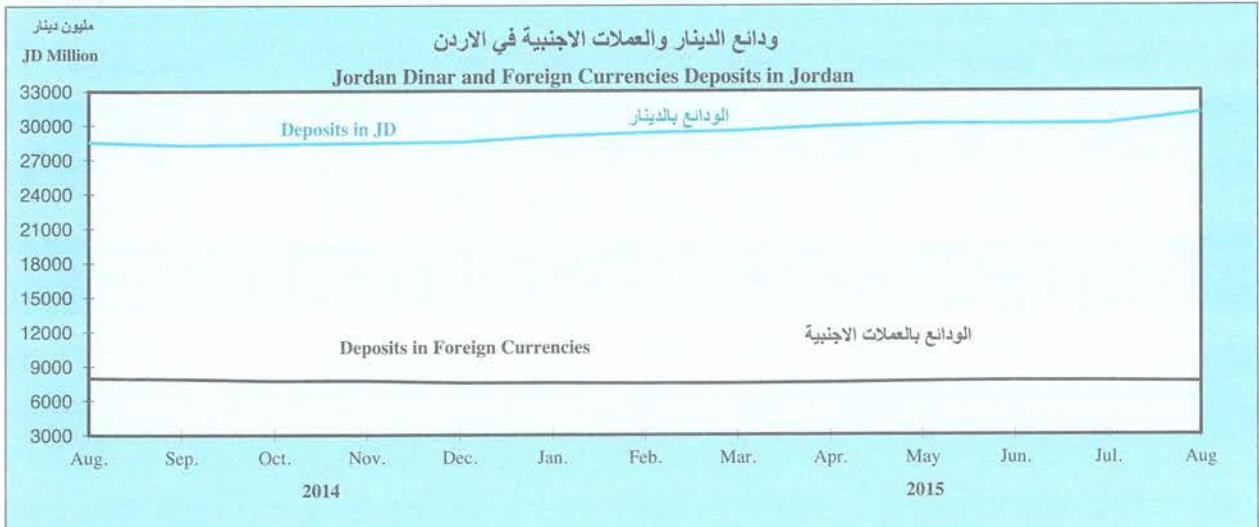 مليون دينار
JD Million
ودائع الدينار والعملات الاجنبية في الاردن
Jordan Dinar and Foreign Currencies Deposits in Jordan
33000
30000
27000
24000
21000
18000
15000
12000
9000
6000
3000
Deposits in JD
الودائع بالدينار
Deposits in Foreign Currencies
الودائع بالعملات الاجنبية
Aug. Sep. Oct. Nov. Dec. Jan. Feb. Mar. Apr. May Jun. Jul. Aug
2014 2015